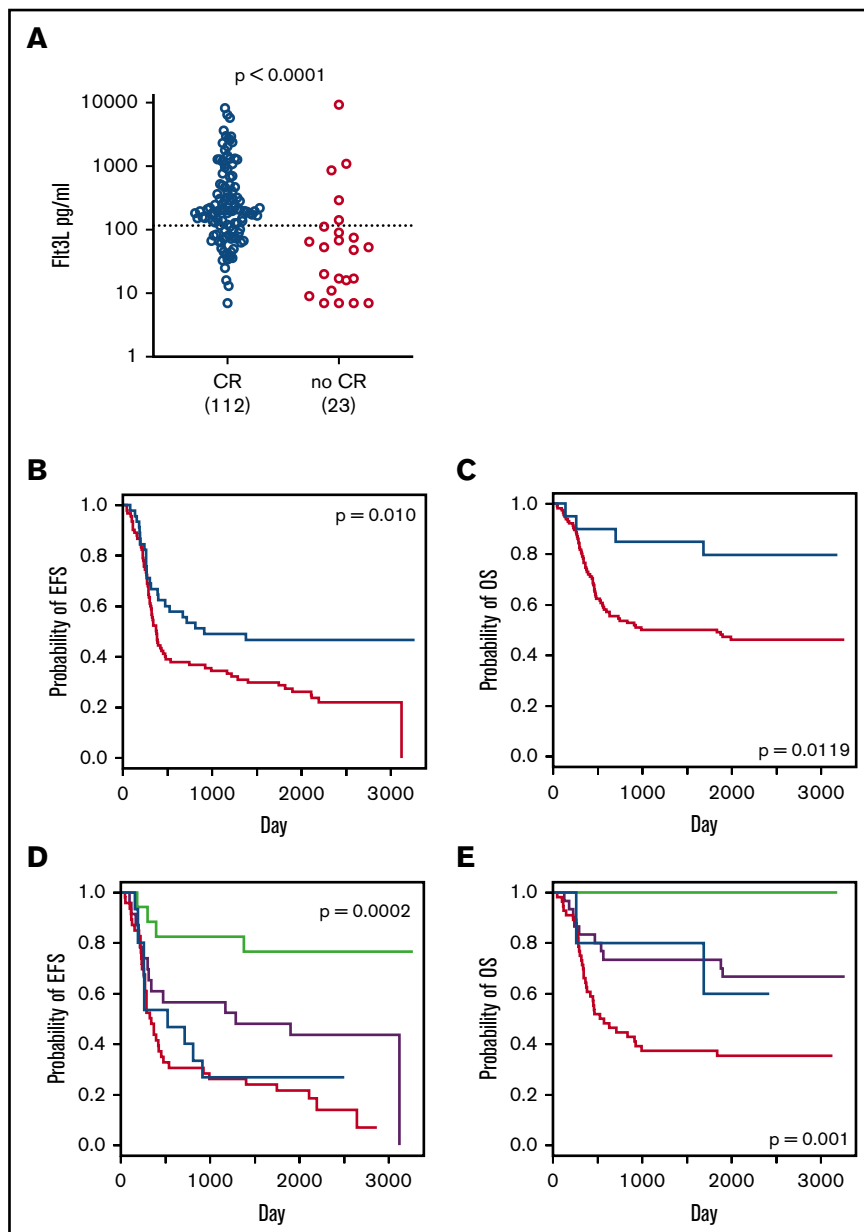 A
p < 0.0001
Flt3L pg/ml
10000
1000
100
10
1
CR
(112)
no CR
(23)
B
Probability of EFS
1.0
0.8
0.6
0.4
0.2
0.0
p = 0.010
0 1000 2000 3000
Day
C
Probability of OS
1.0
0.8
0.6
0.4
0.2
0.0
p = 0.0119
0 1000 2000 3000
Day
D
Probability of EFS
1.0
0.8
0.6
0.4
0.2
0.0
p = 0.0002
0 1000 2000 3000
Day
E
Probability of OS
1.0
0.8
0.6
0.4
0.2
0.0
p = 0.001
0 1000 2000 3000
Day